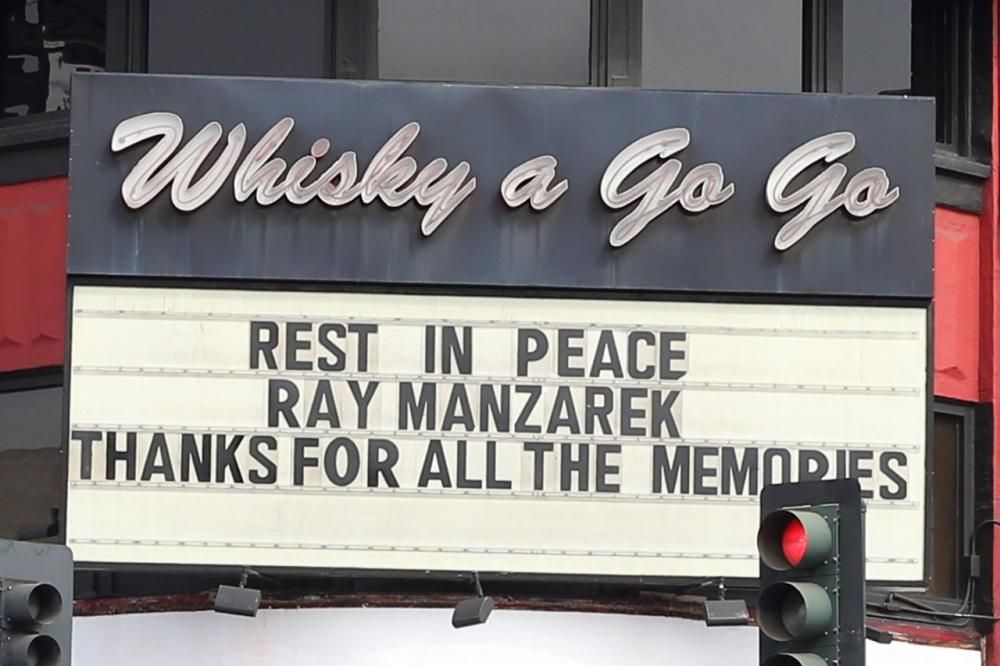 Whisky a Go Go
REST IN PEACE
RAY MANZAREK
THANKS FOR ALL THE MEMORIES